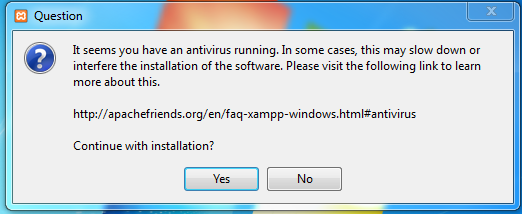 Question
It seems you have an antivirus running. In some cases, this may slow down or
interfere the installation of the software. Please visit the following link to learn
more about this.
http://apachefriends.org/en/faq-xampp-windows.html#antivirus
Continue with installation?
Yes No